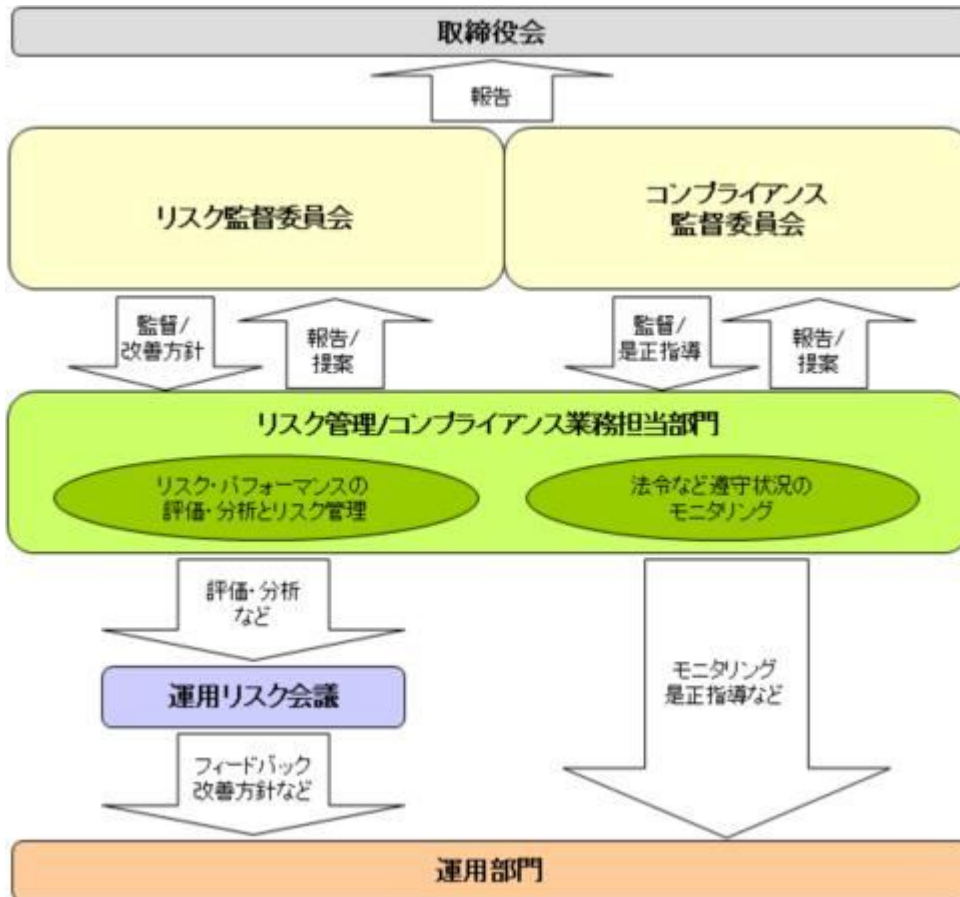 取締役会
報告
リスク監督委員会
コンプライアンス
監督委員会
監督/
改善方針
報告/
提案
監督/
是正指導
報告/
提案
リスク管理/コンプライアンス業務担当部門
リスク・パフォーマンスの
評価・分析とリスク管理
法令など遵守状況の
モニタリング
評価・分析
など
運用リスク会議
フィードバック
改善方針など
モニタリング
是正指導など
運用部門